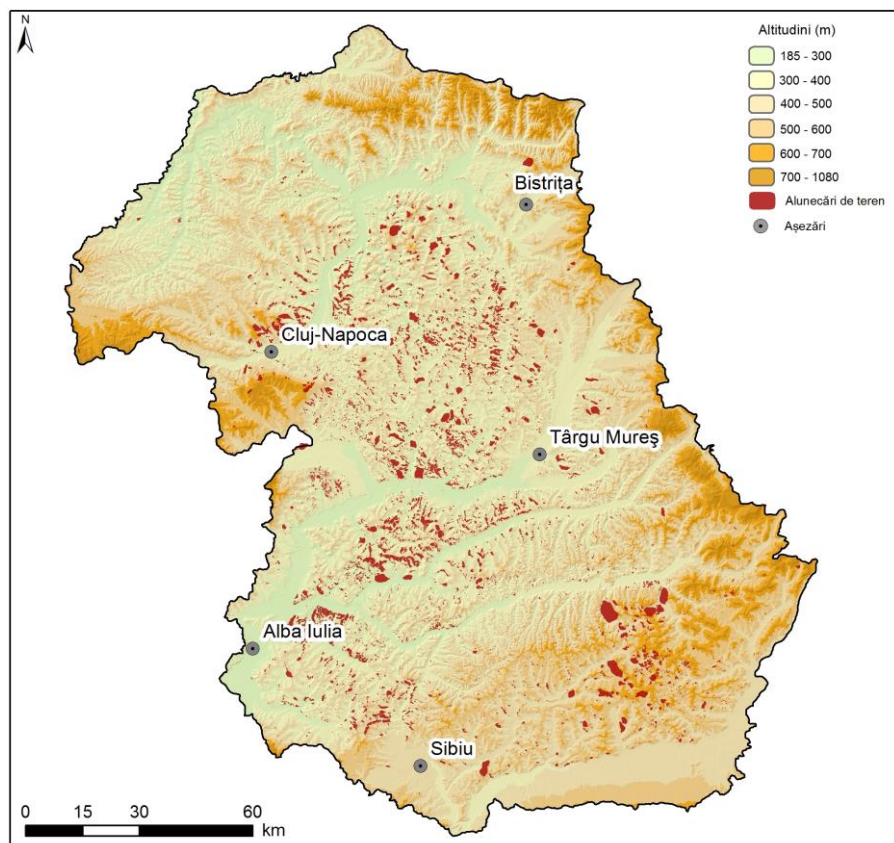 N
Altitudini (m)
185 - 300
300 - 400
400 - 500
500 - 600
600 - 700
700 - 1080
Alunecări de teren
Așezări
Bistrița
Cluj-Napoca
Târgu Mureş
Alba Iulia
Sibiu
0 15 30 60
km